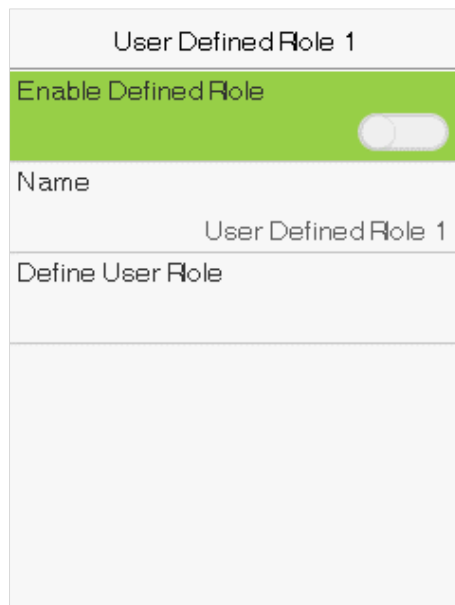 User Defined Role 1
Enable Defined Role
Name
User Defined Role 1
Define User Role